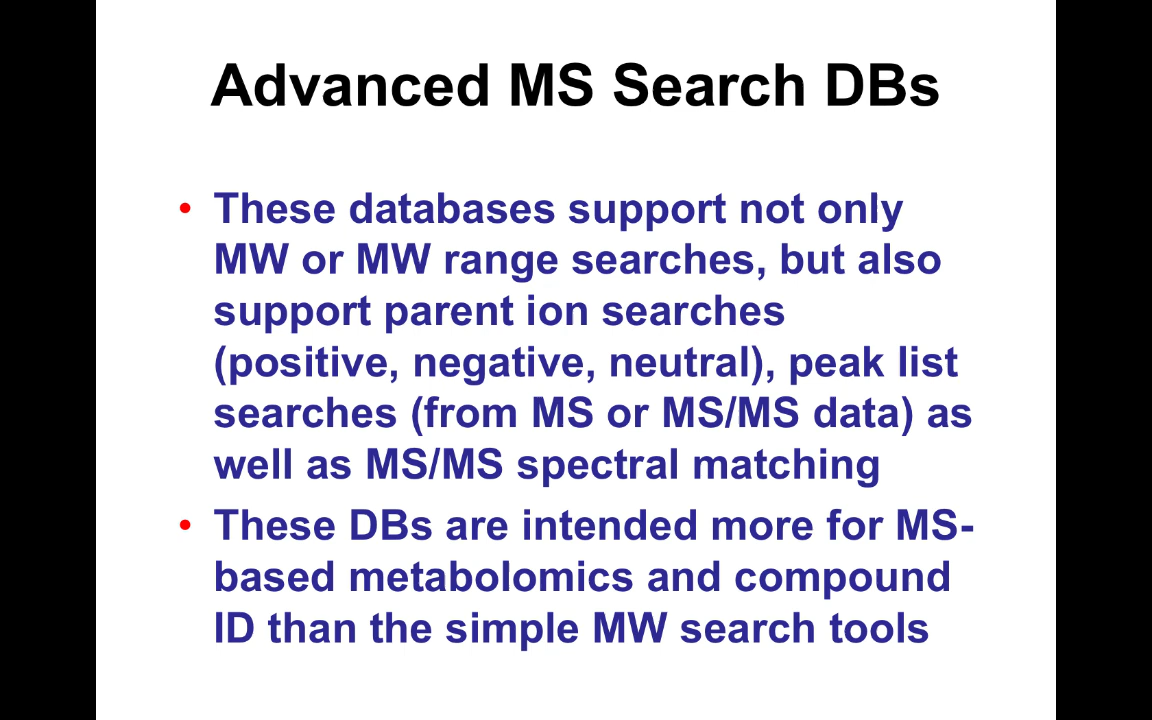 Advanced MS Search DBs
• These databases support not only
MW or MW range searches, but also
support parent ion searches
(positive, negative, neutral), peak list
searches (from MS or MS/MS data) as
well as MS/MS spectral matching
• These DBs are intended more for MS-
based metabolomics and compound
ID than the simple MW search tools